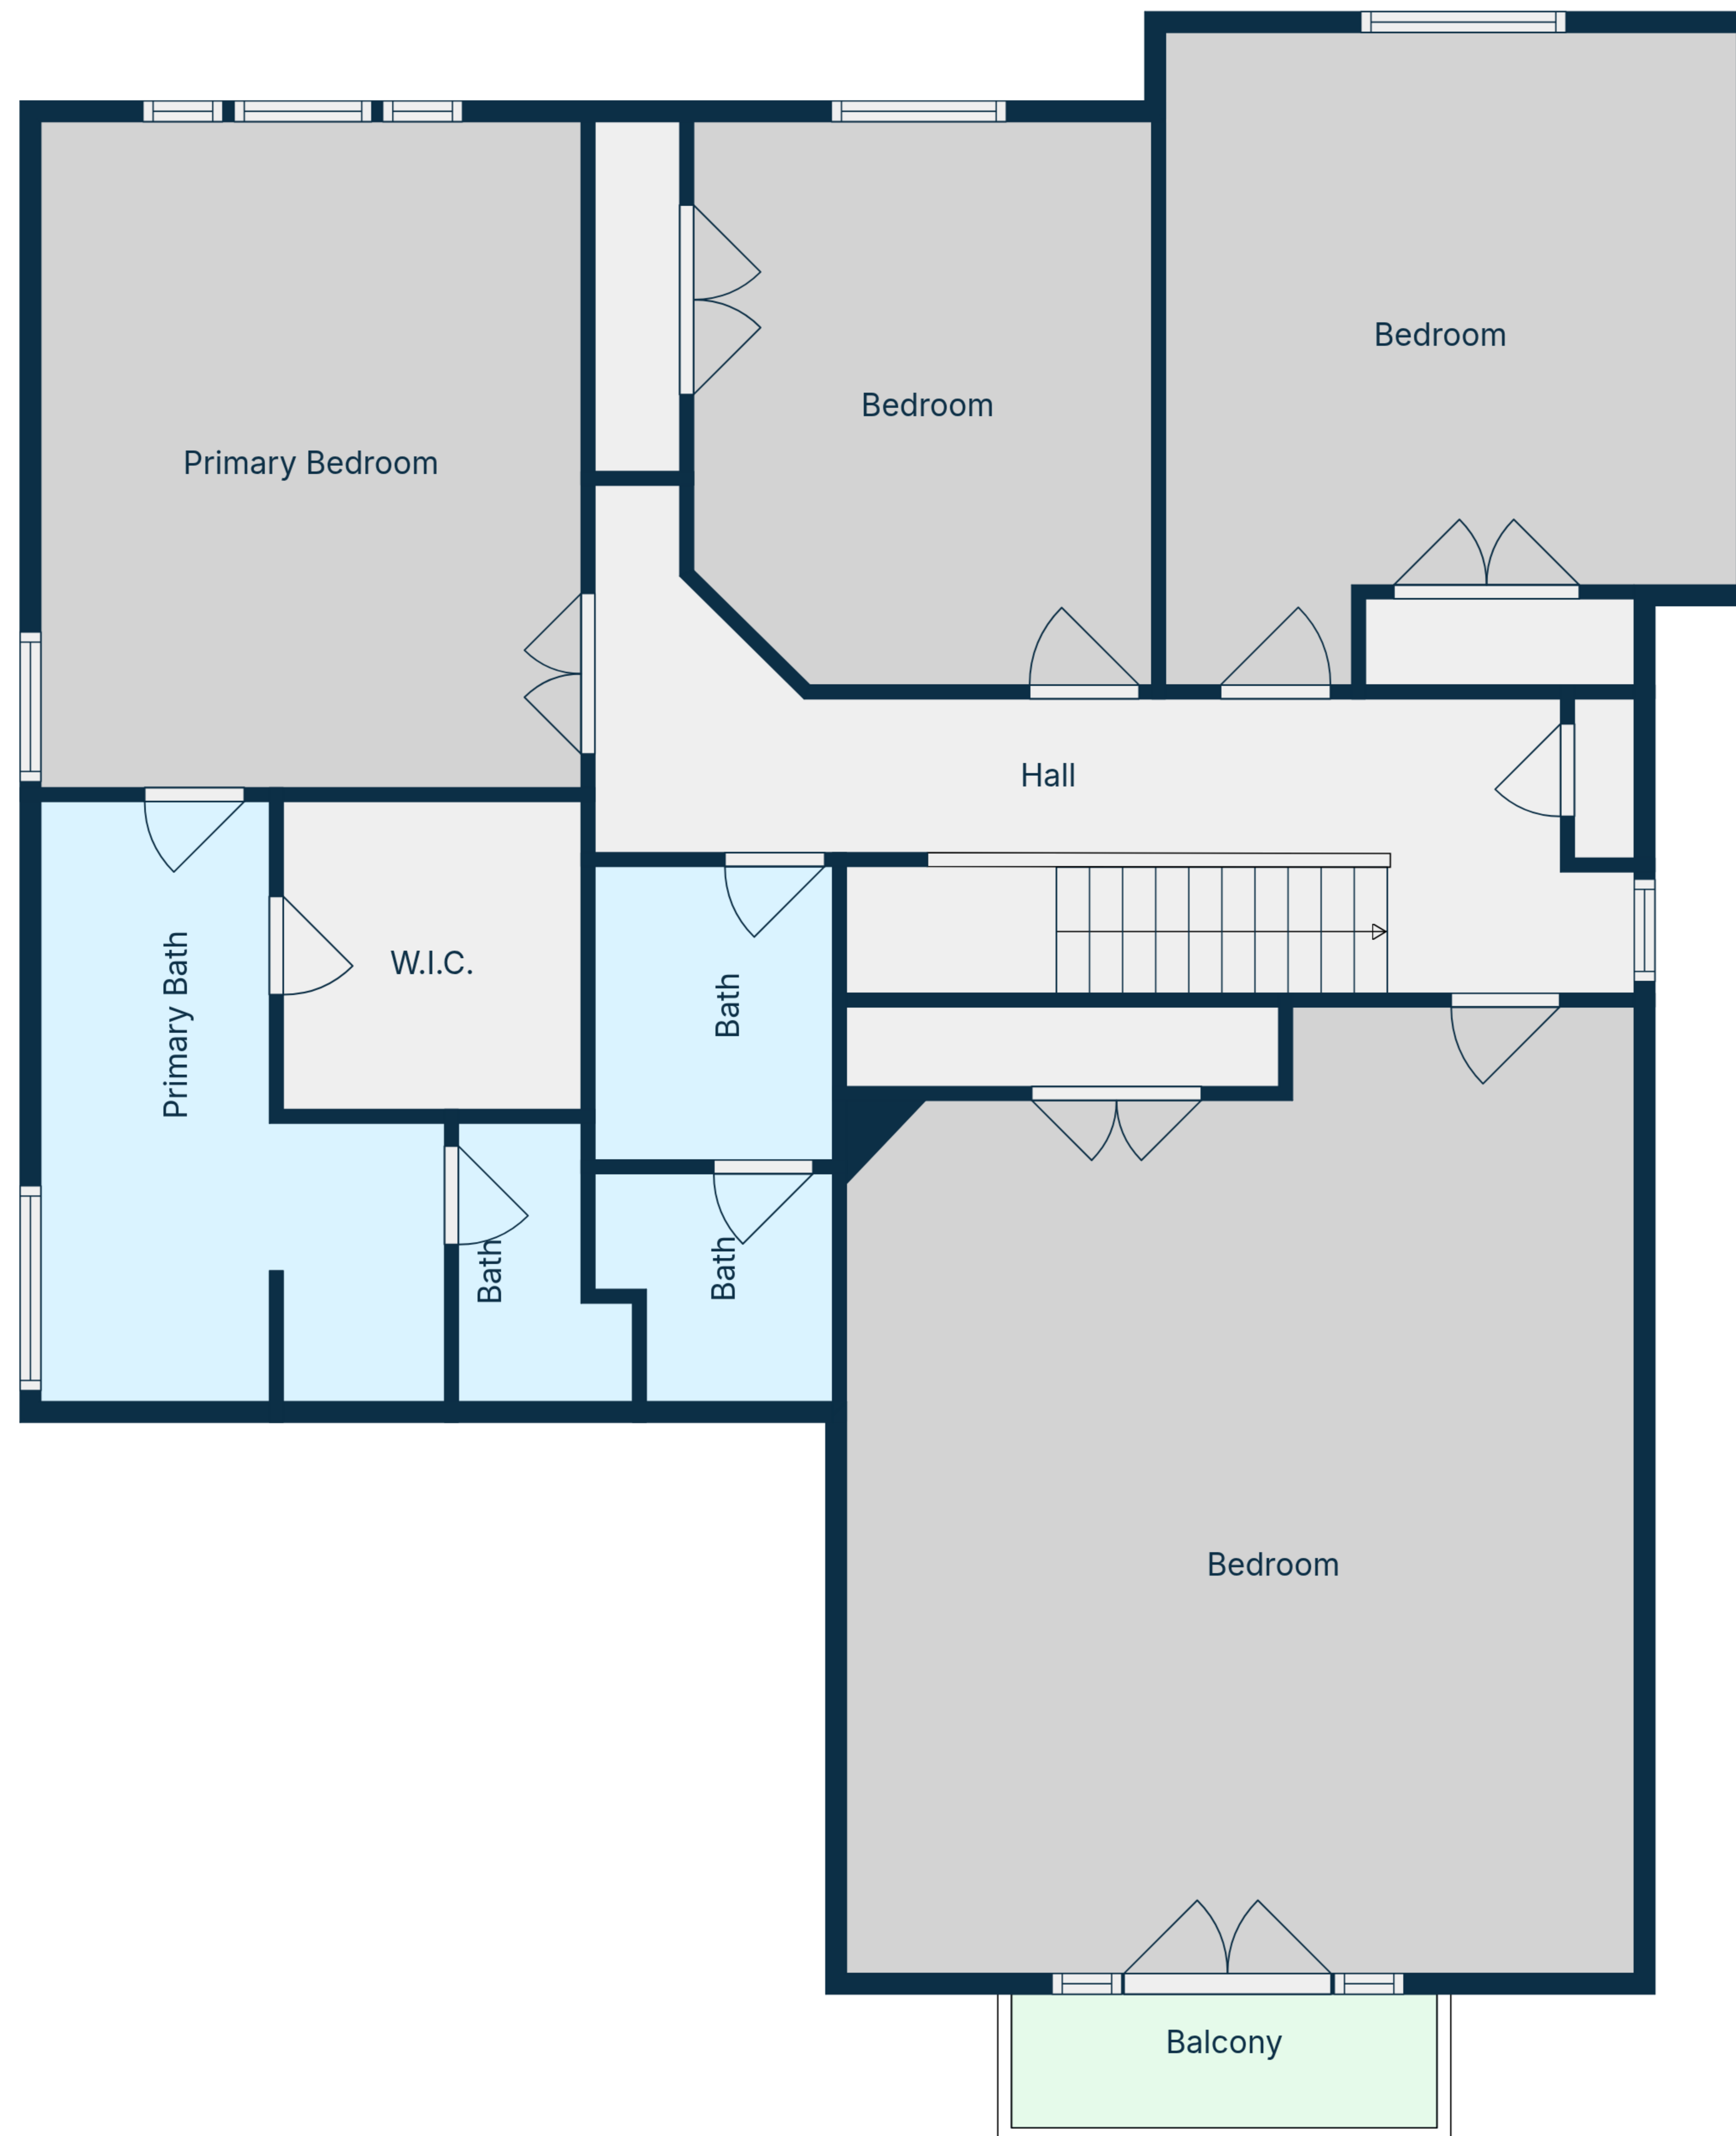 Bedroom
Bedroom
Primary Bedroom
Hall
W.I.C.
Primary Bath
Bath
Bath
Bath
Bedroom
Balcony